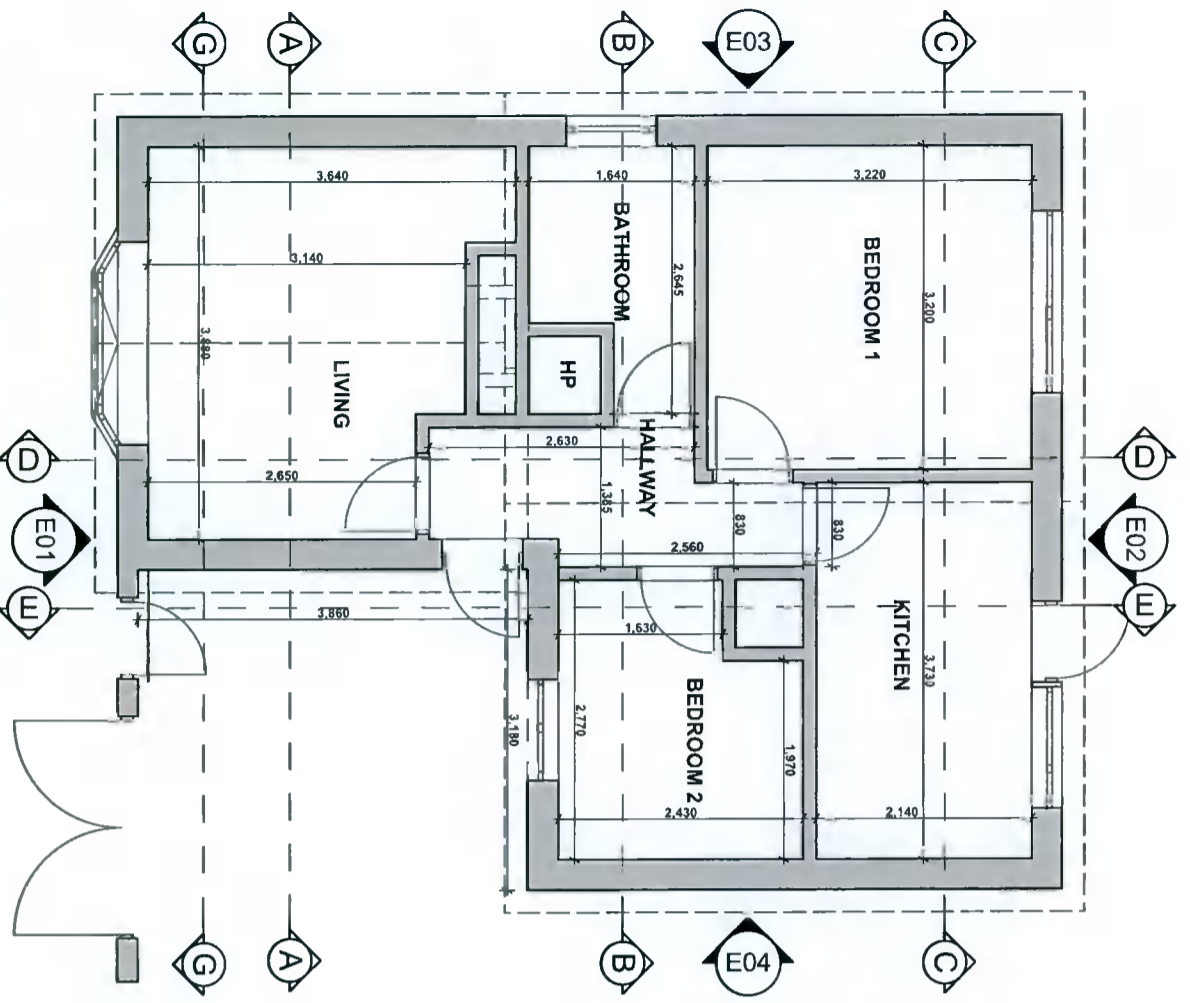 G
A
B
E03
C
3.640
1.640
3.220
BATHROOM
BEDROOM 1
3.140
2.645
3.200
3.880
LIVING
HP
HALLWAY
2.630
D
D
2.650
1.385
830
830
E01
2.560
E02
E
E
3.860
1.630
KITCHEN
3.730
BEDROOM 2
2.770
3.180
1.970
2.430
2.140
G
A
B
E04
C